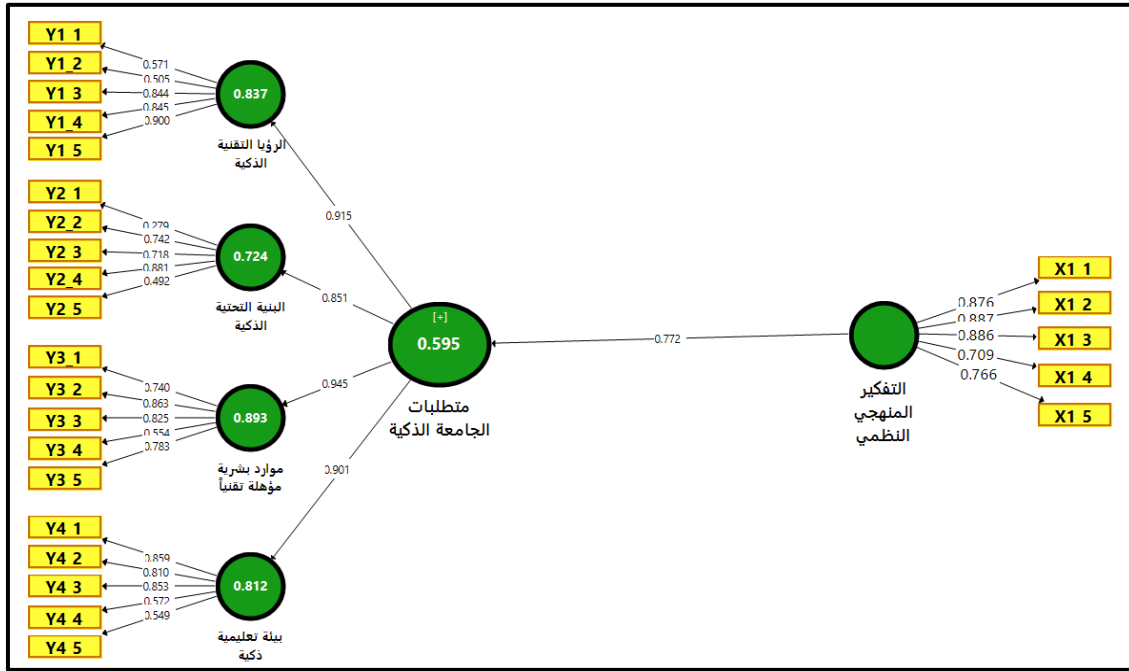 Y1 1
Y1_2
Y1 3
Y1_4
Y1 5
0.571
0.505
0.844
0.845
0.900
0.837
الرؤيا التقنية
الذكية
Y2 1
Y2_2
Y2 3
Y2 4
Y2 5
0.279
0.742
0.718
0.881
0.492
0.724
البنية التحتية
الذكية
Y3_1
Y3 2
Y3 3
Y3 4
Y3 5
0.740
0.863
0.825
0.554
0.783
0.893
موارد بشرية
مؤهلة تقنياً
Y4 1
Y4 2
Y4 3
Y4 4
Y4 5
0.859
0.810
0.853
0.572
0.549
0.812
بيئة تعليمية
ذكية
0.915
0.851
0.945
0.901
[+]
0.595
متطلبات
الجامعة الذكية
0.772
التفكير
المنهجي
النظمي
0.876
0.887
0.886
0.709
0.766
X1 1
X1 2
X1 3
X1 4
X1 5